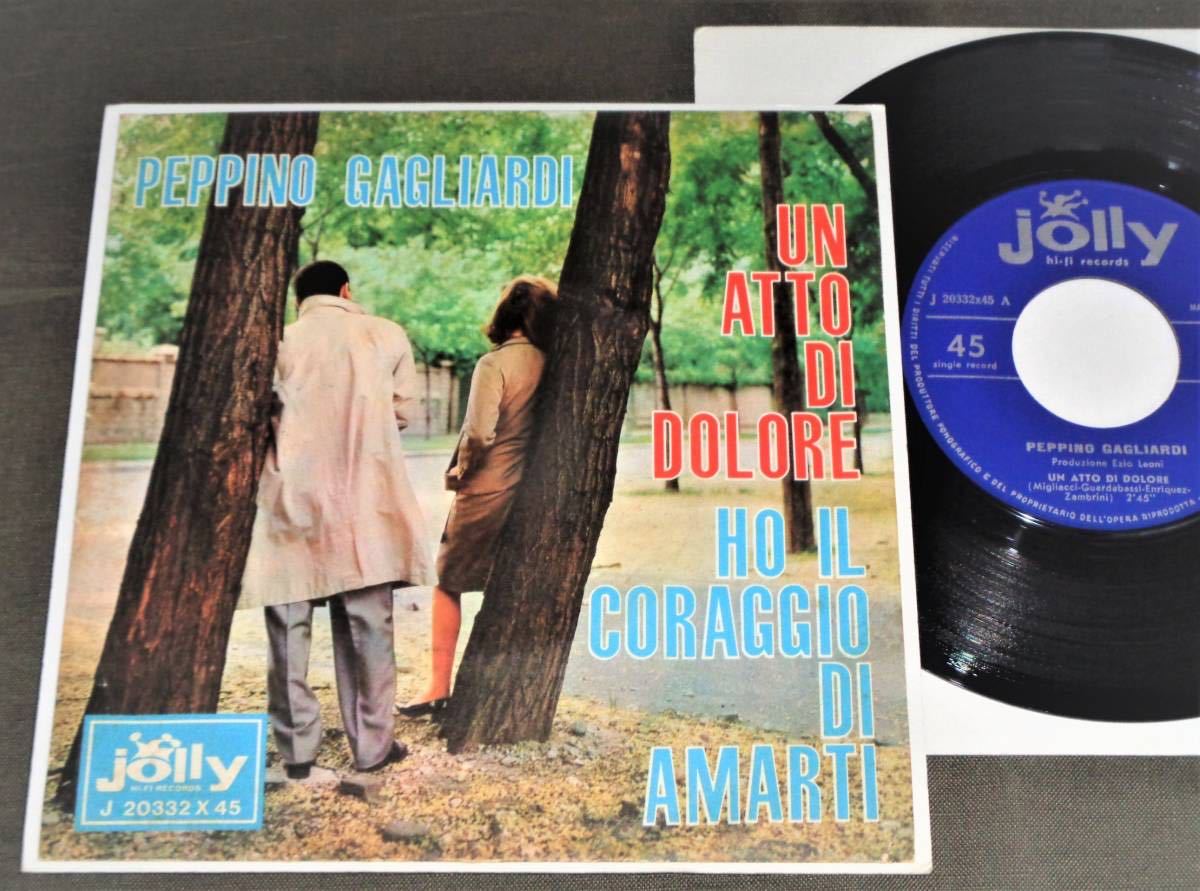 PEPPINO GAGLIARDI
UN
ATTO
DI
DOLORE
HO IL
CORAGGIO
DI
AMARTI
jolly
HI-FI RECORDS
J 20332 X 45
jolly
hi-fi records
J 20332x45 A
45
single record
PEPPINO GAGLIARDI
Produzione Ezio Leoni
UN ATTO DI DOLORE
(Migliacci-Guardabassi-Enriquez-
Zambrini) 2'45"
RISERVATI TUTTI I DIRITTI DEL PRODUTTORE FONOGRAFICO E DEL PROPRIETARIO DELL'OPERA RIPRODOTTA